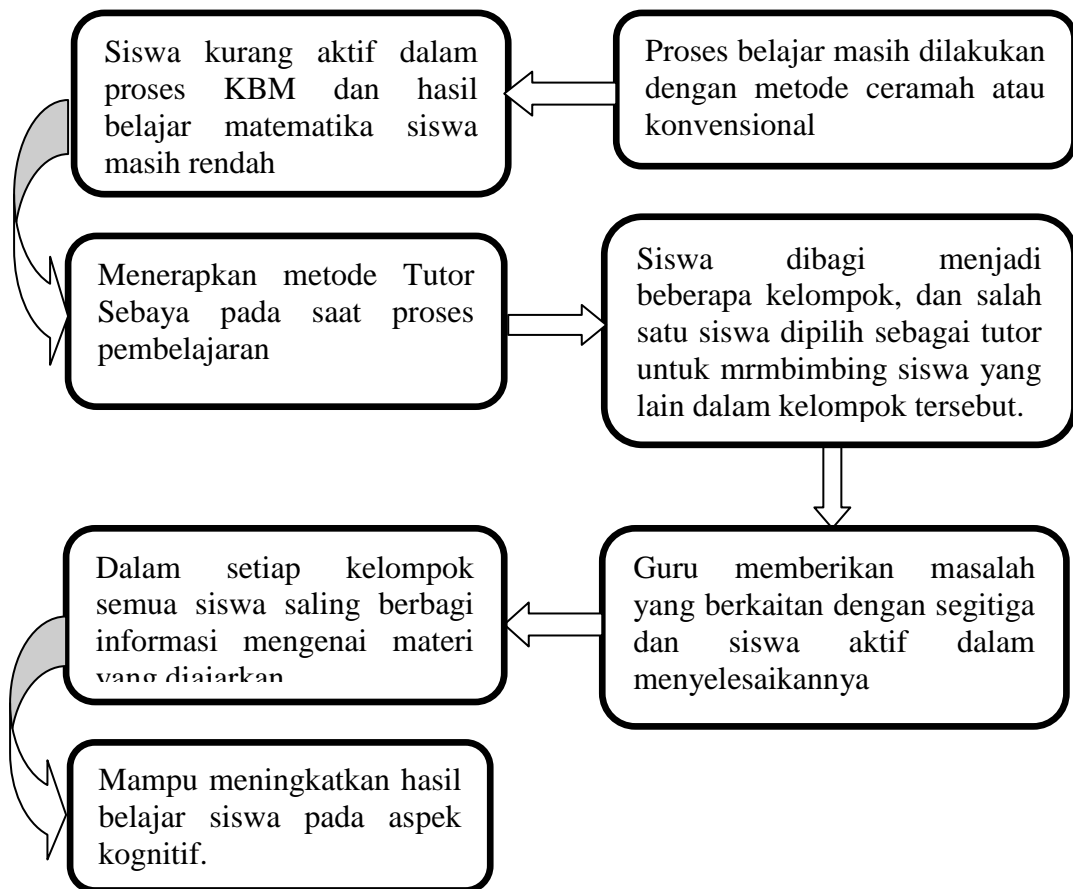 Siswa kurang aktif dalam
proses KBM dan hasil
belajar matematika siswa
masih rendah
Proses belajar masih dilakukan
dengan metode ceramah atau
konvensional
Menerapkan metode Tutor
Sebaya pada saat proses
pembelajaran
Siswa dibagi menjadi
beberapa kelompok, dan salah
satu siswa dipilih sebagai tutor
untuk mrmbimbing siswa yang
lain dalam kelompok tersebut.
Dalam setiap kelompok
semua siswa saling berbagi
informasi mengenai materi
yang diajarkan
Guru memberikan masalah
yang berkaitan dengan segitiga
dan siswa aktif dalam
menyelesaikannya
Mampu meningkatkan hasil
belajar siswa pada aspek
kognitif.